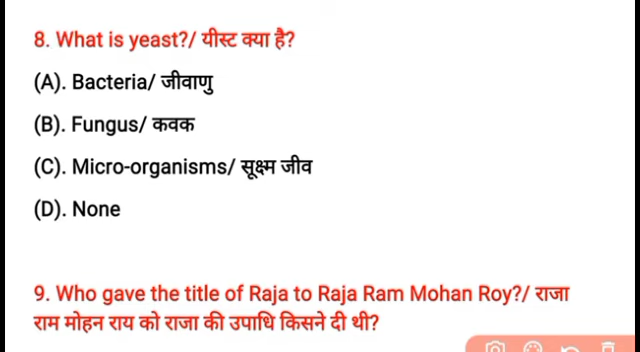 8. What is yeast?/ यीस्ट क्या है?
(A). Bacteria/ जीवाणु
(B). Fungus/ कवक
(C). Micro-organisms/ सूक्ष्म जीव
(D). None
9. Who gave the title of Raja to Raja Ram Mohan Roy?/ राजा
राम मोहन राय को राजा की उपाधि किसने दी थी?